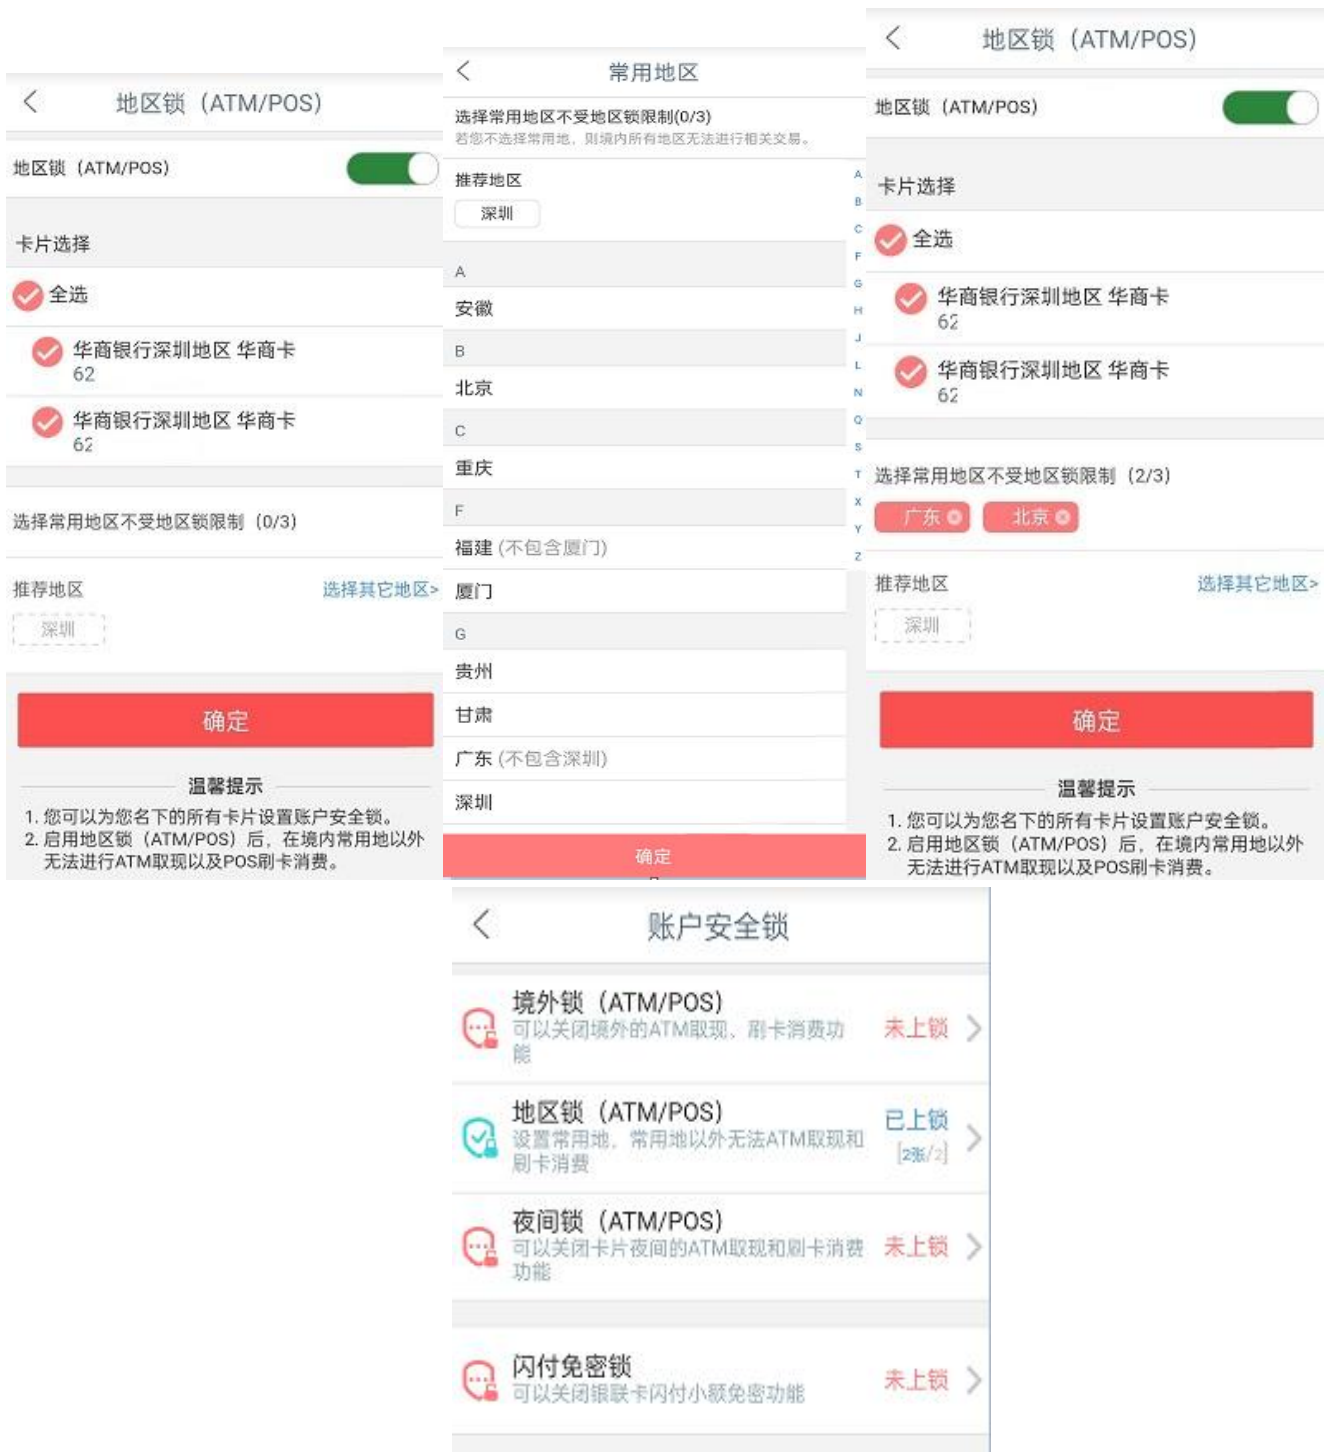 地区锁（ATM/POS）
地区锁（ATM/POS）
卡片选择
全选
华商银行深圳地区 华商卡
62
华商银行深圳地区 华商卡
62
选择常用地区不受地区锁限制（0/3）
推荐地区
选择其它地区>
深圳
确定
温馨提示
1. 您可以为您名下的所有卡片设置账户安全锁。
2. 启用地区锁（ATM/POS）后，在境内常用地以外
无法进行ATM取现以及POS刷卡消费。
常用地区
选择常用地区不受地区锁限制(0/3)
若您不选择常用地，则境内所有地区无法进行相关交易。
推荐地区
深圳
A
安徽
B
北京
C
重庆
F
福建 (不包含厦门)
厦门
G
贵州
甘肃
广东 (不包含深圳)
深圳
确定
A
B
C
F
G
H
J
L
N
Q
S
T
X
Y
Z
地区锁（ATM/POS）
地区锁（ATM/POS）
卡片选择
全选
华商银行深圳地区 华商卡
62
华商银行深圳地区 华商卡
62
选择常用地区不受地区锁限制（2/3）
广东 北京
推荐地区
选择其它地区>
深圳
确定
温馨提示
1. 您可以为您名下的所有卡片设置账户安全锁。
2. 启用地区锁（ATM/POS）后，在境内常用地以外
无法进行ATM取现以及POS刷卡消费。
账户安全锁
境外锁（ATM/POS）
可以关闭境外的ATM取现、刷卡消费功
能
未上锁
地区锁（ATM/POS）
设置常用地，常用地以外无法ATM取现和
刷卡消费
已上锁
[2张/2]
夜间锁（ATM/POS）
可以关闭卡片夜间的ATM取现和刷卡消费
功能
未上锁
闪付免密锁
可以关闭银联卡闪付小额免密功能
未上锁